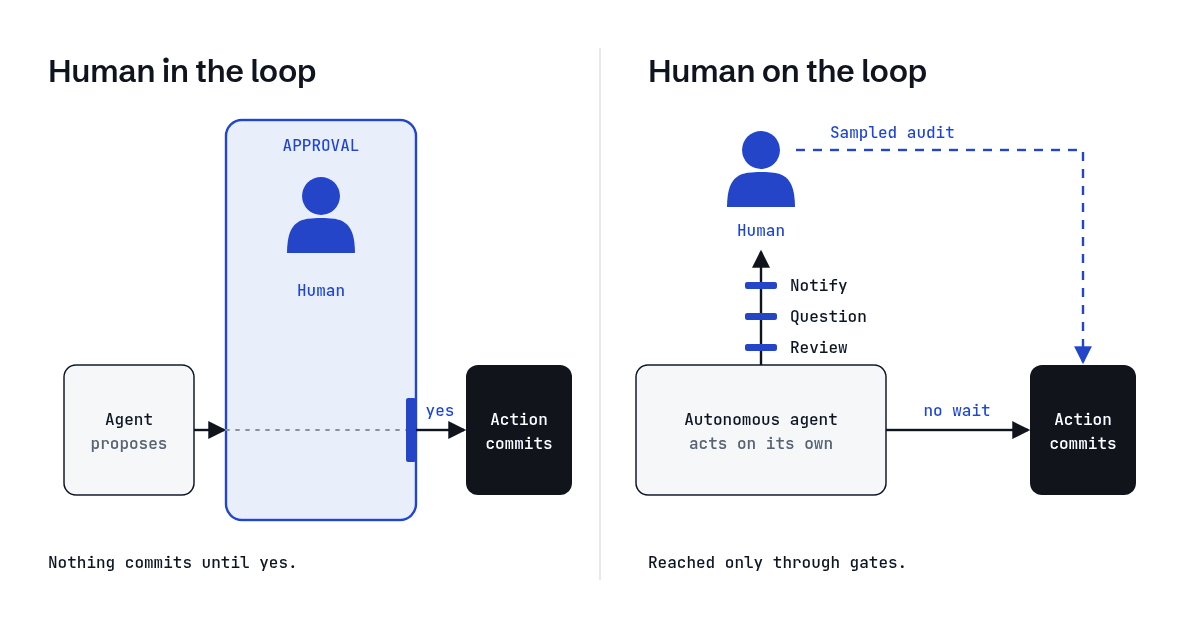 Human in the loop
APPROVAL
Human
Agent
proposes
yes
Action
commits
Nothing commits until yes.
Human on the loop
Sampled audit
Human
Notify
Question
Review
Autonomous agent
acts on its own
no wait
Action
commits
Reached only through gates.